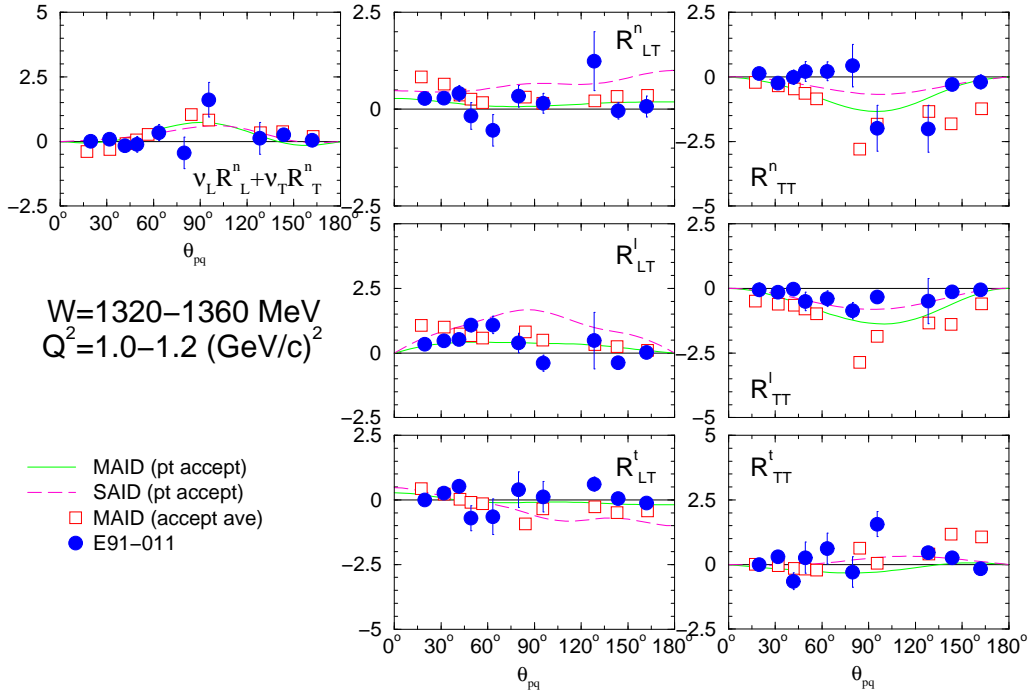 5
2.5
0
−2.5
0° 30° 60° 90° 120° 150° 180°
θpq
νLRⁿL+νTRⁿT
5
2.5
0
−2.5
RⁿLT
2.5
0
−2.5
−5
RⁿTT
5
2.5
0
−2.5
RˡLT
2.5
0
−2.5
−5
RˡTT
W=1320−1360 MeV
Q²=1.0−1.2 (GeV/c)²
MAID (pt accept)
SAID (pt accept)
MAID (accept ave)
E91−011
2.5
0
−2.5
−5
0° 30° 60° 90° 120° 150° 180°
θpq
RᵗLT
5
2.5
0
−2.5
0° 30° 60° 90° 120° 150° 180°
θpq
RᵗTT